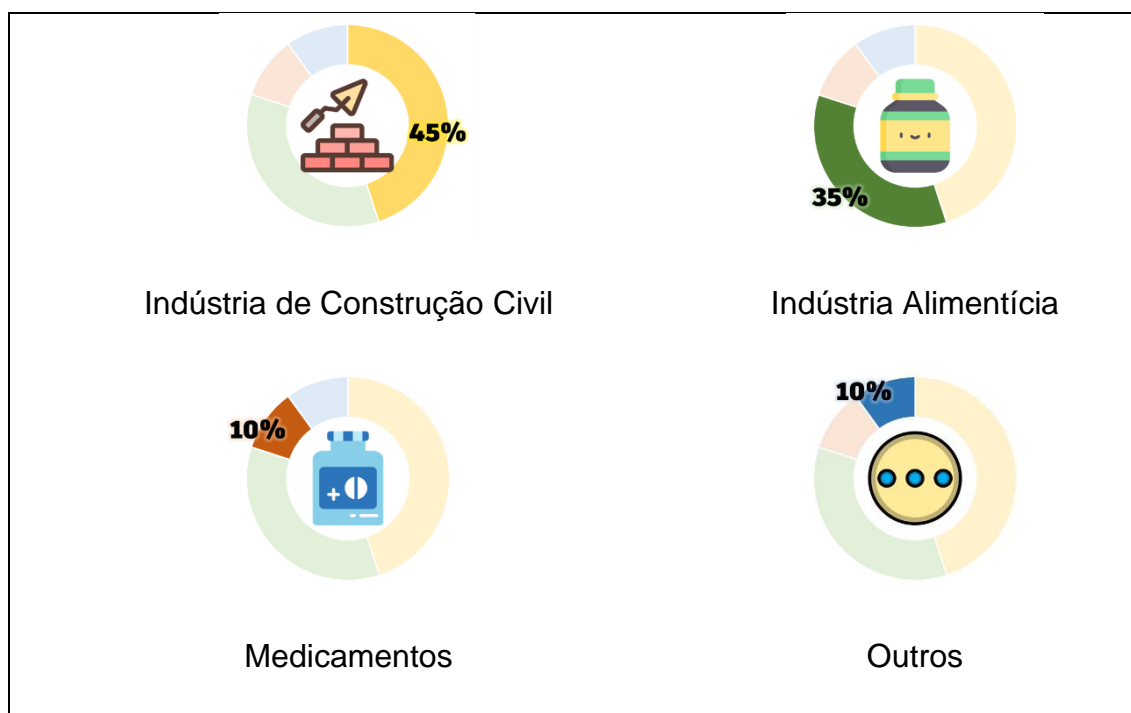 45%
35%
Indústria de Construção Civil
Indústria Alimentícia
10%
10%
Medicamentos
Outros